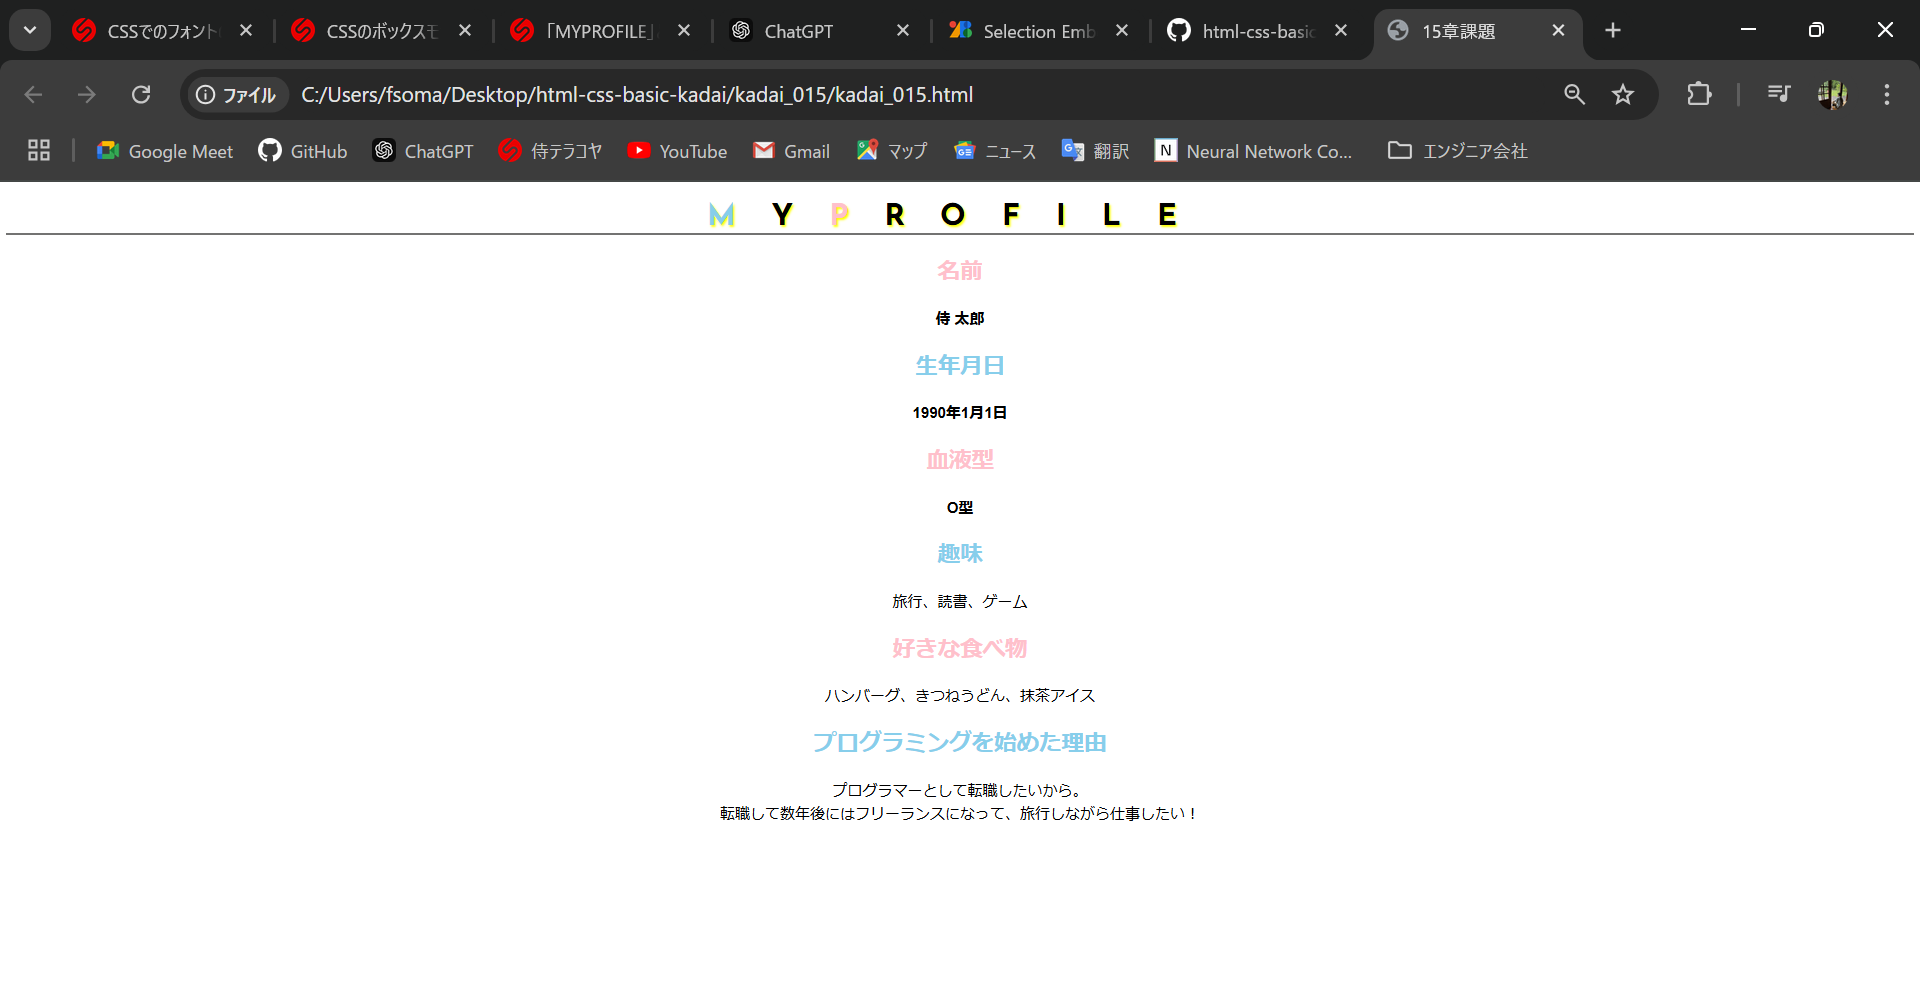 CSSでのフォント
CSSのボックスモ
「MYPROFILE」
ChatGPT
Selection Emb
html-css-basic
15章課題
ファイル
C:/Users/fsoma/Desktop/html-css-basic-kadai/kadai_015/kadai_015.html
Google Meet
GitHub
ChatGPT
侍テラコヤ
YouTube
Gmail
マップ
ニュース
翻訳
Neural Network Co...
エンジニア会社
MYPROFILE
名前
侍 太郎
生年月日
1990年1月1日
血液型
O型
趣味
旅行、読書、ゲーム
好きな食べ物
ハンバーグ、きつねうどん、抹茶アイス
プログラミングを始めた理由
プログラマーとして転職したいから。
転職して数年後にはフリーランスになって、旅行しながら仕事したい！